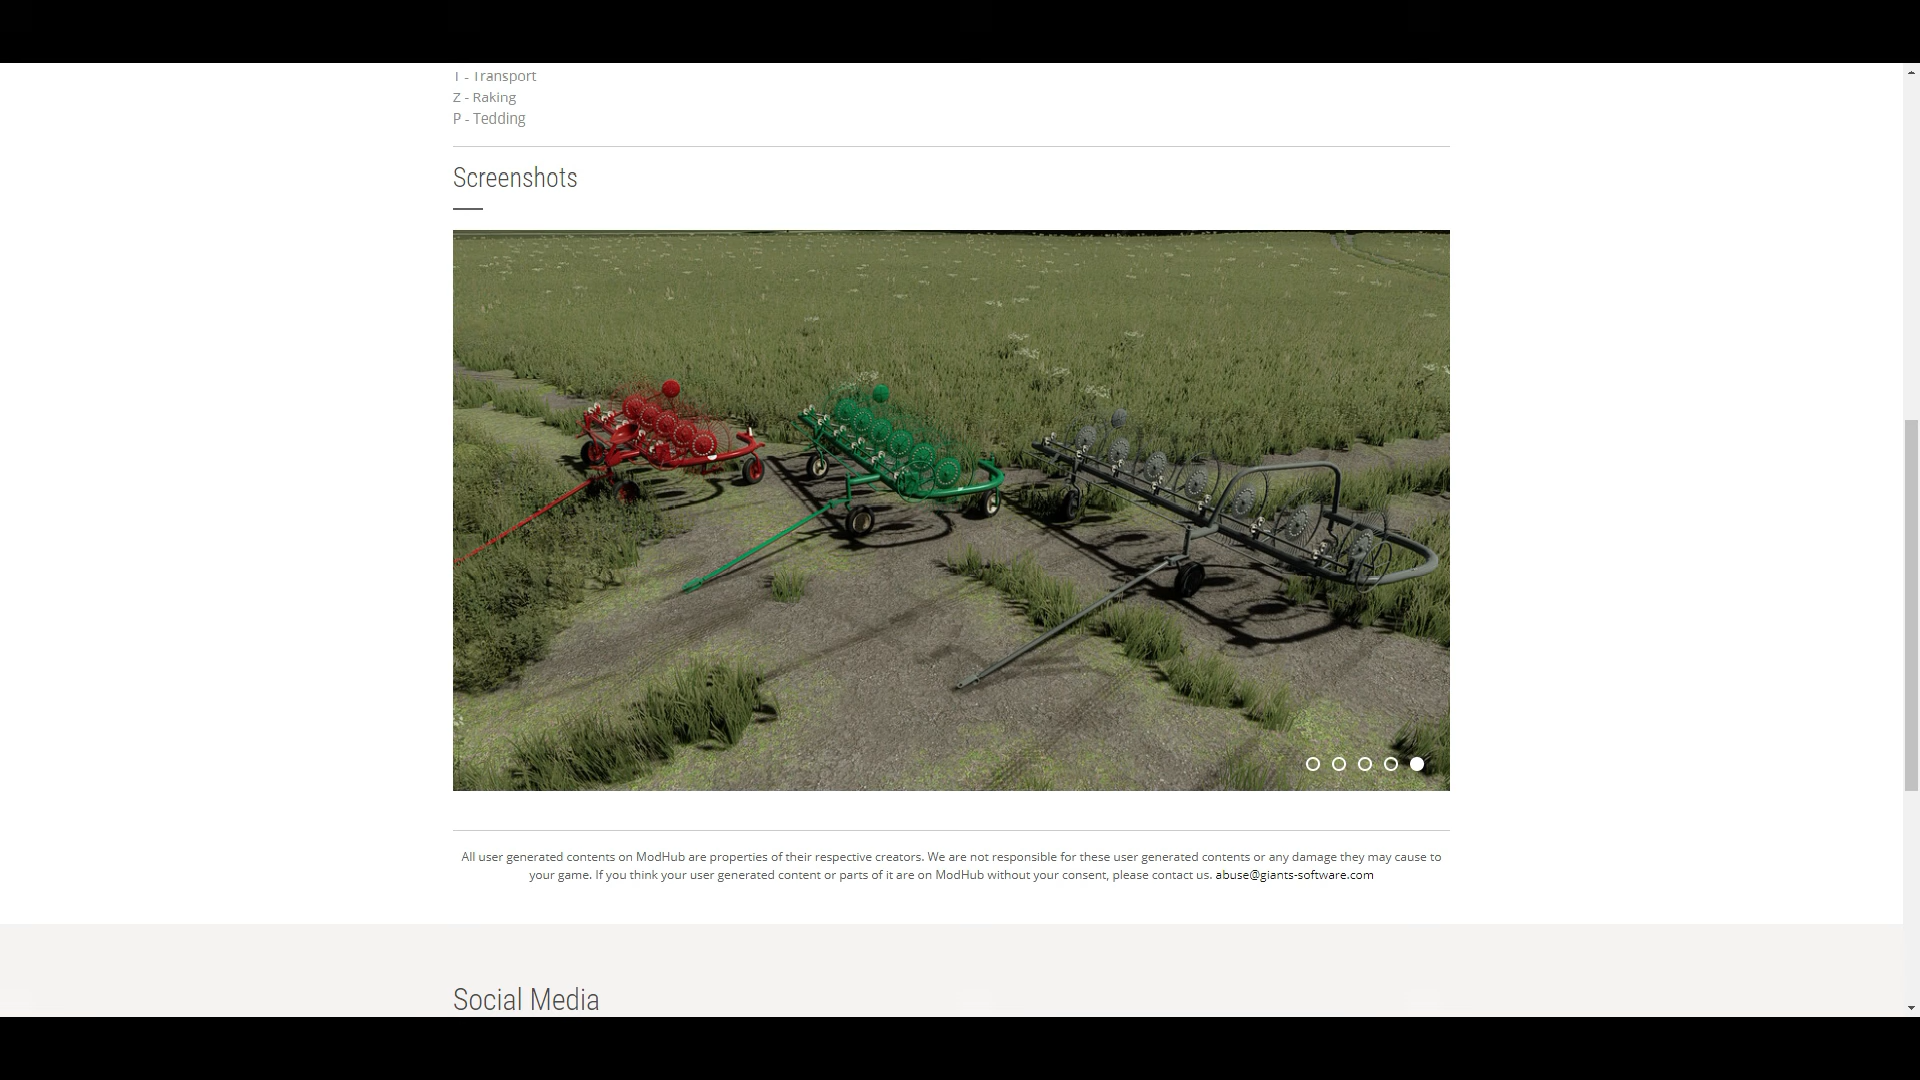 T - Transport
Z - Raking
P - Tedding
Screenshots
All user generated contents on ModHub are properties of their respective creators. We are not responsible for these user generated contents or any damage they may cause to
your game. If you think your user generated content or parts of it are on ModHub without your consent, please contact us. abuse@giants-software.com
Social Media